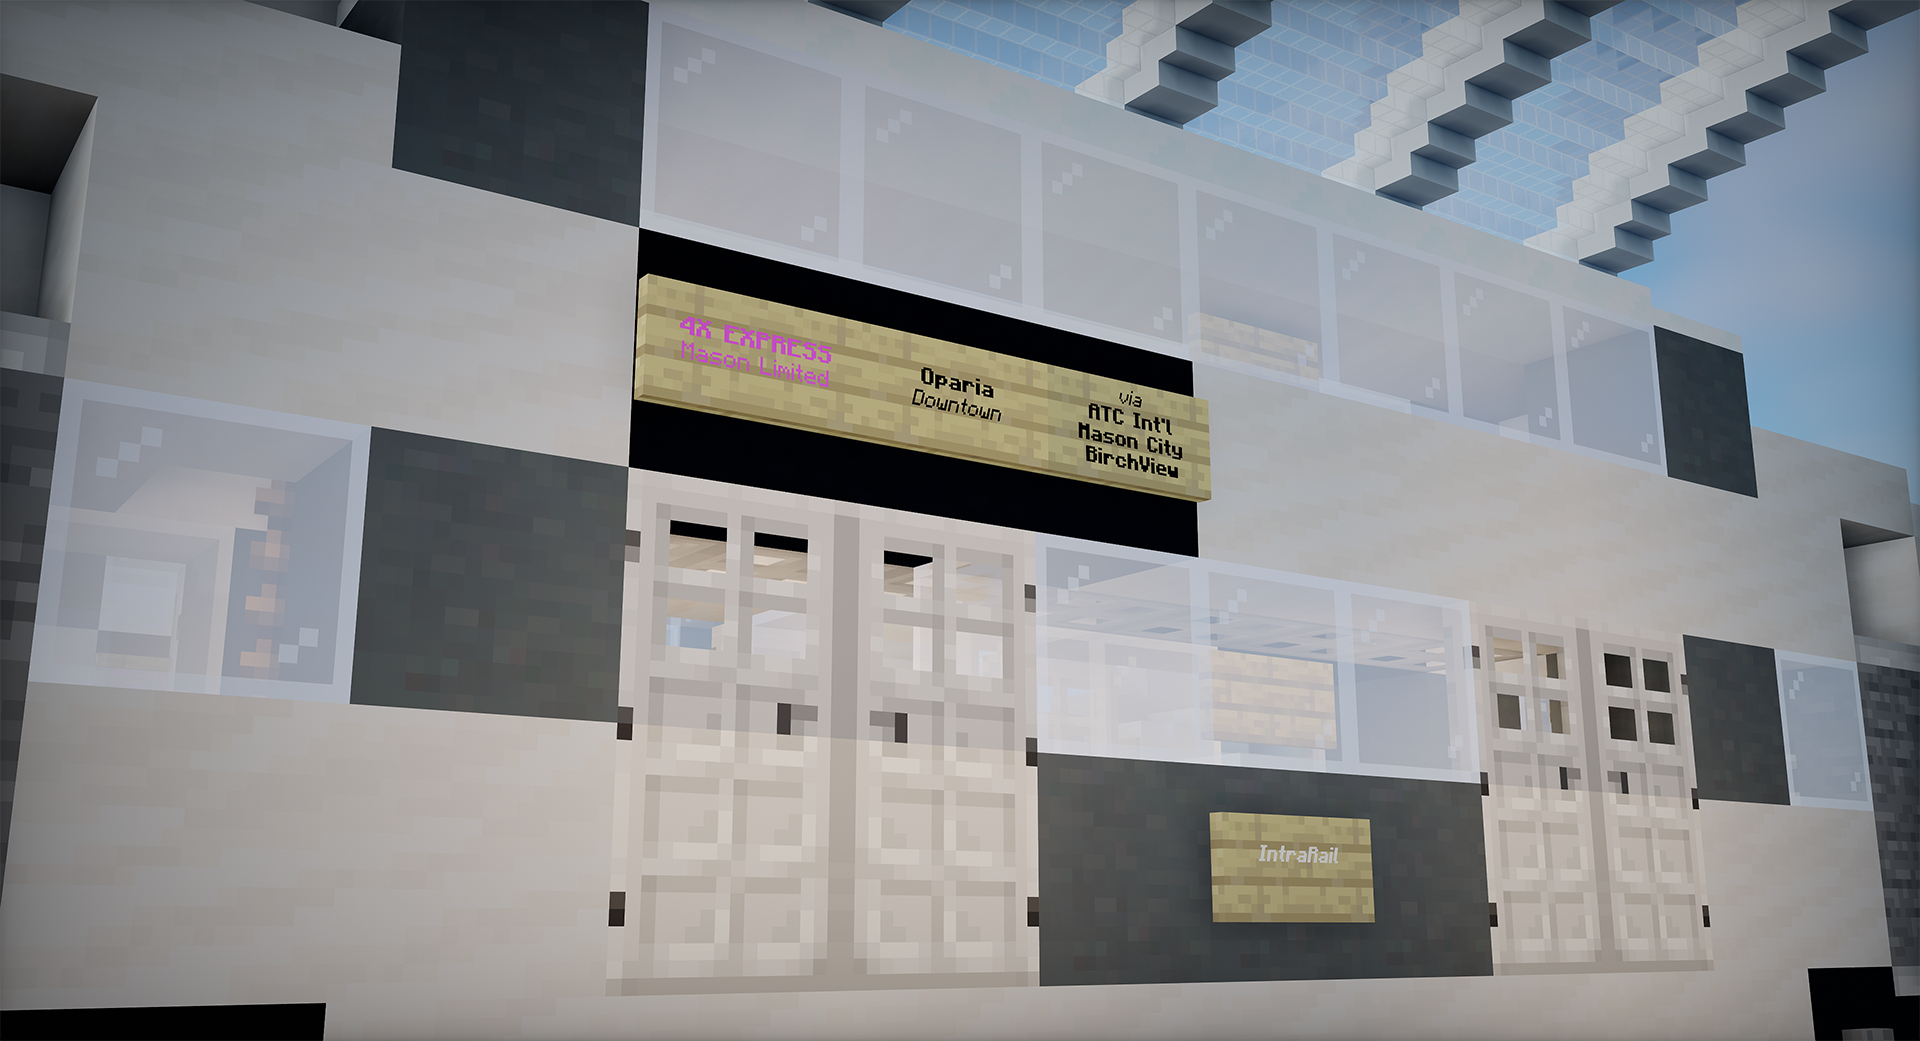 4X EXPRESS
Mason Limited
Oparia
Downtown
via
ATC Int'l
Mason City
BirchView
IntraRail